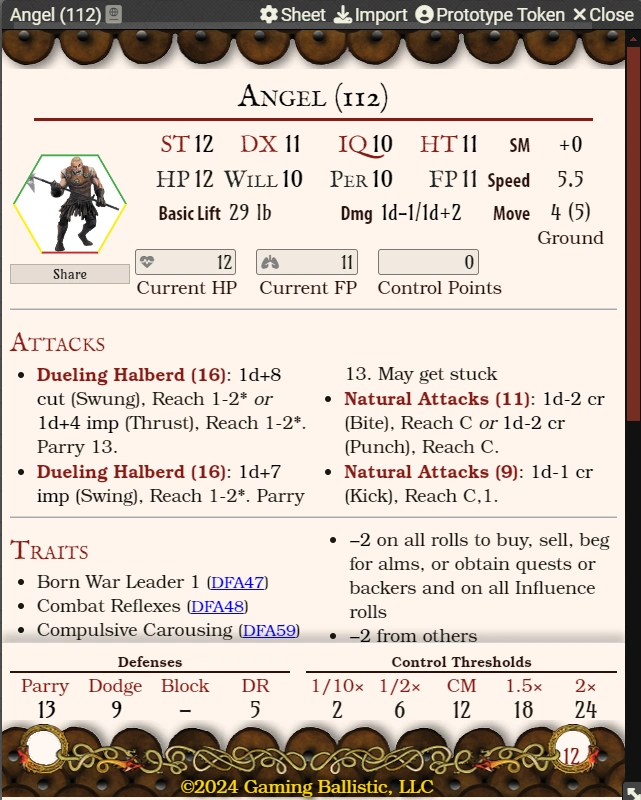 Angel (112) Sheet Import Prototype Token Close
Angel (112)
ST 12 DX 11 IQ 10 HT 11 SM +0
HP 12 Will 10 Per 10 FP 11 Speed 5.5
Basic Lift 29 lb Dmg 1d-1/1d+2 Move 4 (5)
Ground
Share
12 11 0
Current HP Current FP Control Points
Attacks
• Dueling Halberd (16): 1d+8
cut (Swung), Reach 1-2* or
1d+4 imp (Thrust), Reach 1-2*.
Parry 13.
• Dueling Halberd (16): 1d+7
imp (Swing), Reach 1-2*. Parry
13. May get stuck
• Natural Attacks (11): 1d-2 cr
(Bite), Reach C or 1d-2 cr
(Punch), Reach C.
• Natural Attacks (9): 1d-1 cr
(Kick), Reach C,1.
Traits
• Born War Leader 1 (DFA47)
• Combat Reflexes (DFA48)
• Compulsive Carousing (DFA59)
• −2 on all rolls to buy, sell, beg
for alms, or obtain quests or
backers and on all Influence
rolls
• −2 from others
Defenses
Parry Dodge Block DR
13 9 – 5
Control Thresholds
1/10× 1/2× CM 1.5× 2×
2 6 12 18 24
12
©2024 Gaming Ballistic, LLC